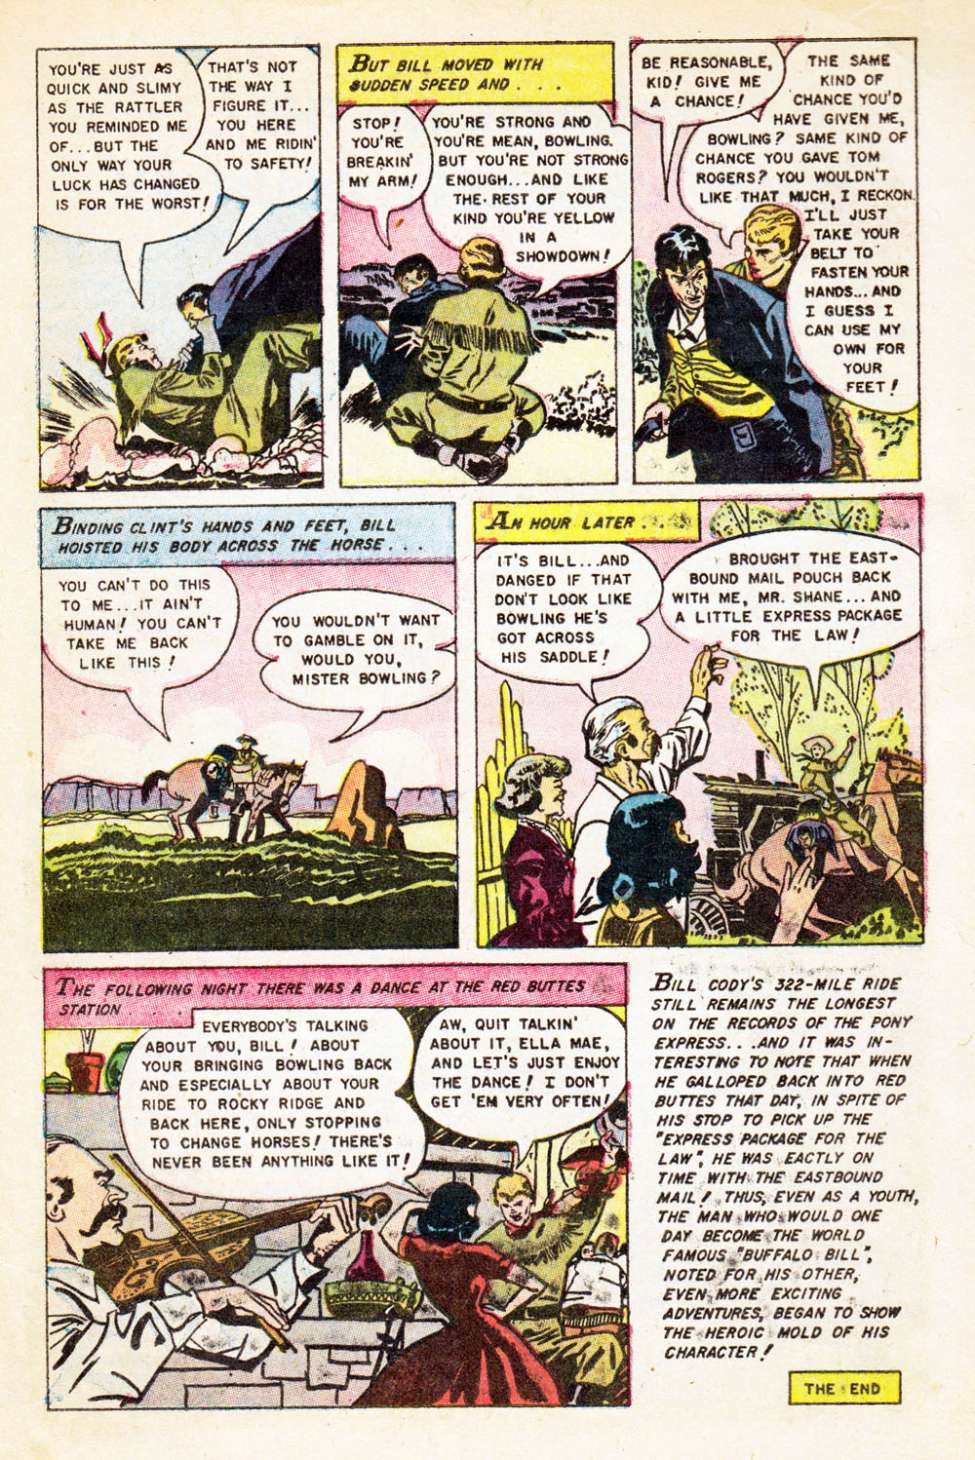 YOU'RE JUST AS
QUICK AND SLIMY
AS THE RATTLER
YOU REMINDED ME
OF...BUT THE
ONLY WAY YOUR
LUCK HAS CHANGED
IS FOR THE WORST!
THAT'S NOT
THE WAY I
FIGURE IT...
YOU HERE
AND ME RIDIN'
TO SAFETY!
BUT BILL MOVED WITH
SUDDEN SPEED AND . . .
STOP!
YOU'RE
BREAKIN'
MY ARM!
YOU'RE STRONG AND
YOU'RE MEAN, BOWLING.
BUT YOU'RE NOT STRONG
ENOUGH...AND LIKE
THE REST OF YOUR
KIND YOU'RE YELLOW
IN A
SHOWDOWN!
BE REASONABLE,
KID! GIVE ME
A CHANCE!
THE SAME
KIND OF
CHANCE YOU'D
HAVE GIVEN ME,
BOWLING? SAME KIND OF
CHANCE YOU GAVE TOM
ROGERS? YOU WOULDN'T
LIKE THAT MUCH, I RECKON.
I'LL JUST
TAKE YOUR
BELT TO
FASTEN YOUR
HANDS...AND
I GUESS I
CAN USE MY
OWN FOR
YOUR
FEET!
BINDING CLINT'S HANDS AND FEET, BILL
HOISTED HIS BODY ACROSS THE HORSE . . .
YOU CAN'T DO THIS
TO ME...IT AIN'T
HUMAN! YOU CAN'T
TAKE ME BACK
LIKE THIS!
YOU WOULDN'T WANT
TO GAMBLE ON IT,
WOULD YOU,
MISTER BOWLING?
AN HOUR LATER . . .
IT'S BILL...AND
DANGED IF THAT
DON'T LOOK LIKE
BOWLING HE'S
GOT ACROSS
HIS SADDLE!
BROUGHT THE EAST-
BOUND MAIL POUCH BACK
WITH ME, MR. SHANE...AND
A LITTLE EXPRESS PACKAGE
FOR THE LAW!
THE FOLLOWING NIGHT THERE WAS A DANCE AT THE RED BUTTES
STATION
EVERYBODY'S TALKING
ABOUT YOU, BILL! ABOUT
YOUR BRINGING BOWLING BACK
AND ESPECIALLY ABOUT YOUR
RIDE TO ROCKY RIDGE AND
BACK HERE, ONLY STOPPING
TO CHANGE HORSES! THERE'S
NEVER BEEN ANYTHING LIKE IT!
AW, QUIT TALKIN'
ABOUT IT, ELLA MAE,
AND LET'S JUST ENJOY
THE DANCE! I DON'T
GET 'EM VERY OFTEN!
BILL CODY'S 322-MILE RIDE
STILL REMAINS THE LONGEST
ON THE RECORDS OF THE PONY
EXPRESS. . .AND IT WAS IN-
TERESTING TO NOTE THAT WHEN
HE GALLOPED BACK INTO RED
BUTTES THAT DAY, IN SPITE OF
HIS STOP TO PICK UP THE
"EXPRESS PACKAGE FOR THE
LAW", HE WAS EACTLY ON
TIME WITH THE EASTBOUND
MAIL! THUS, EVEN AS A YOUTH,
THE MAN WHO WOULD ONE
DAY BECOME THE WORLD
FAMOUS "BUFFALO BILL",
NOTED FOR HIS OTHER,
EVEN MORE EXCITING
ADVENTURES, BEGAN TO SHOW
THE HEROIC MOLD OF HIS
CHARACTER!
THE END